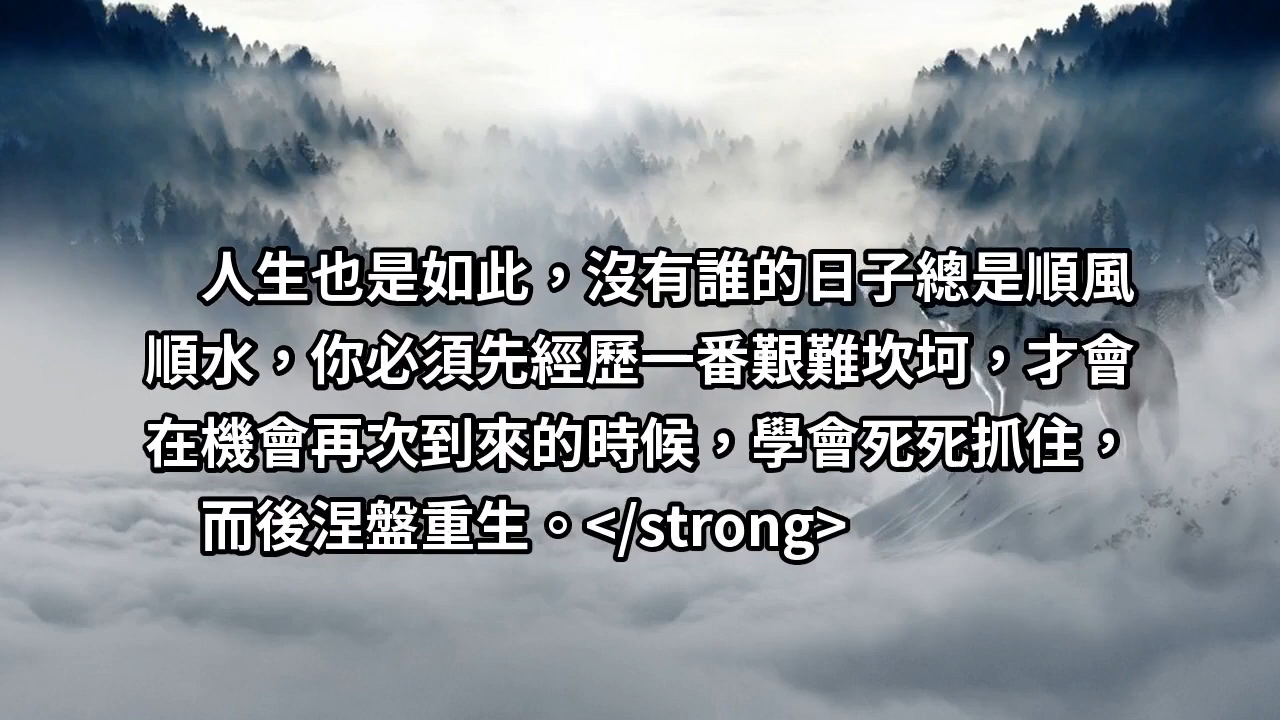 人生也是如此，沒有誰的日子總是順風
順水，你必須先經歷一番艱難坎坷，才會
在機會再次到來的時候，學會死死抓住，
而後涅盤重生。</strong>